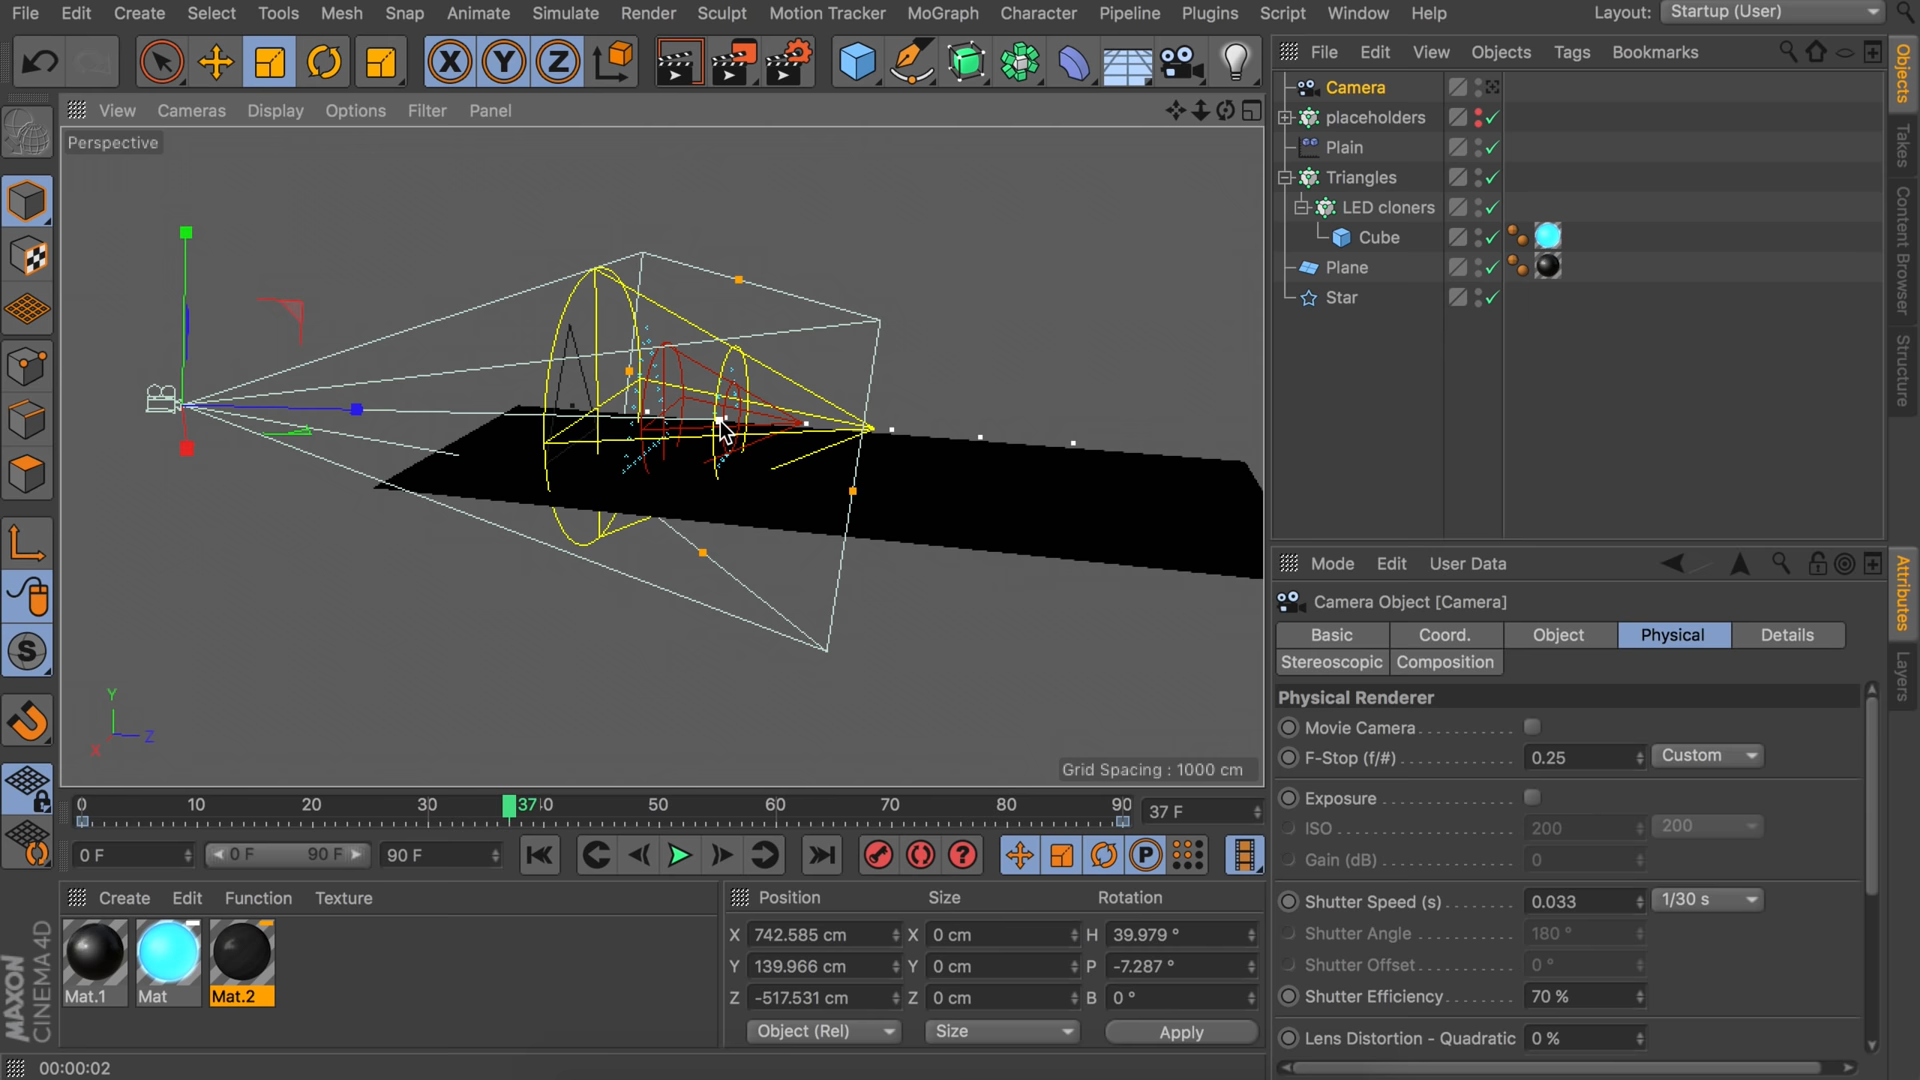 File Edit Create Select Tools Mesh Snap Animate Simulate Render Sculpt Motion Tracker MoGraph Character Pipeline Plugins Script Window Help Layout: Startup (User)
X Y Z
File Edit View Objects Tags Bookmarks
View Cameras Display Options Filter Panel
Perspective
Camera
placeholders
Plain
Triangles
LED cloners
Cube
Plane
Star
Objects
Takes
Content Browser
Structure
Y
Z
X
Grid Spacing : 1000 cm
Mode Edit User Data
Camera Object [Camera]
Basic Coord. Object Physical Details
Stereoscopic Composition
Physical Renderer
Movie Camera
F-Stop (f/#) 0.25 Custom
Exposure
ISO 200 200
Gain (dB) 0
Shutter Speed (s) 0.033 1/30 s
Shutter Angle 180 °
Shutter Offset 0 °
Shutter Efficiency 70 %
Lens Distortion - Quadratic 0 %
Attributes
Layers
0 10 20 30 37 50 60 70 80 90 37 F
0 F 0 F 90 F 90 F
P
S
Create Edit Function Texture
Mat.1 Mat Mat.2
MAXON
CINEMA 4D
Position Size Rotation
X 742.585 cm X 0 cm H 39.979 °
Y 139.966 cm Y 0 cm P -7.287 °
Z -517.531 cm Z 0 cm B 0 °
Object (Rel) Size Apply
00:00:02